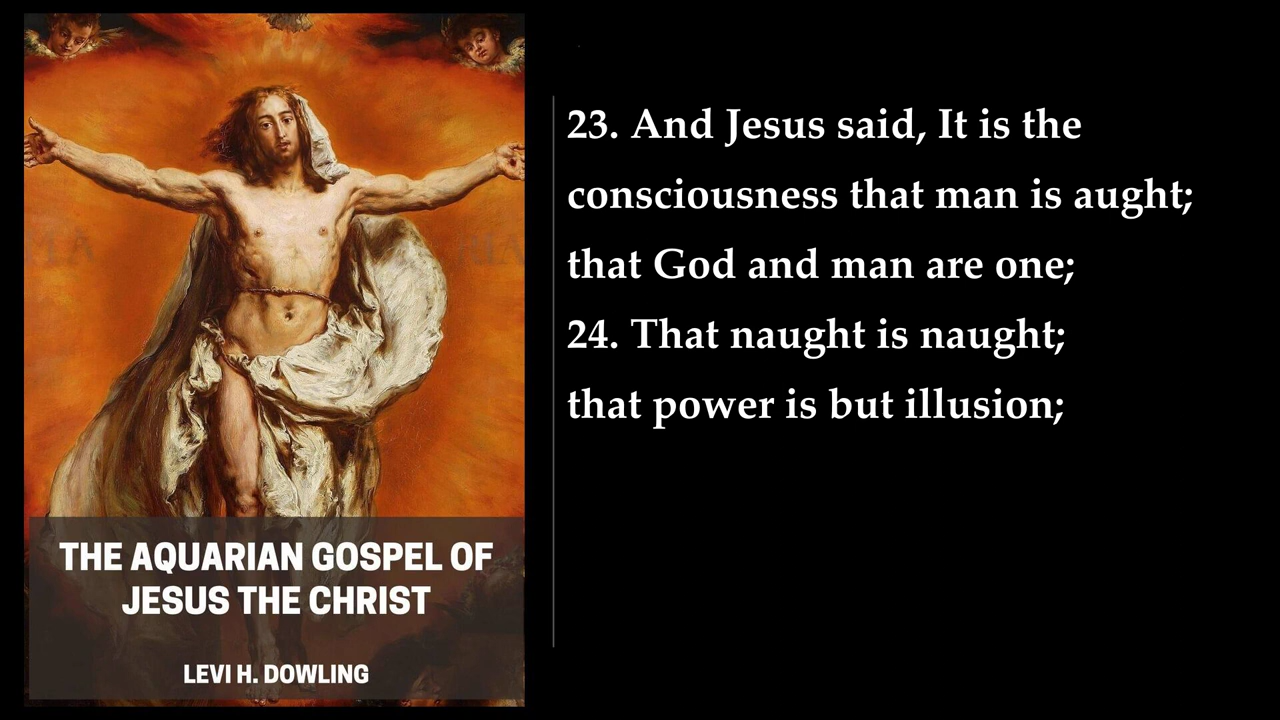 23. And Jesus said, It is the
consciousness that man is aught;
that God and man are one;
24. That naught is naught;
that power is but illusion;
THE AQUARIAN GOSPEL OF
JESUS THE CHRIST
LEVI H. DOWLING